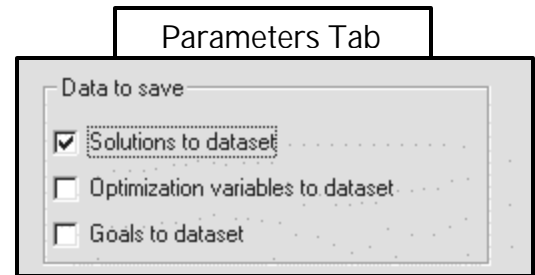 Parameters Tab
Data to save
Solutions to dataset
Optimization variables to dataset
Goals to dataset